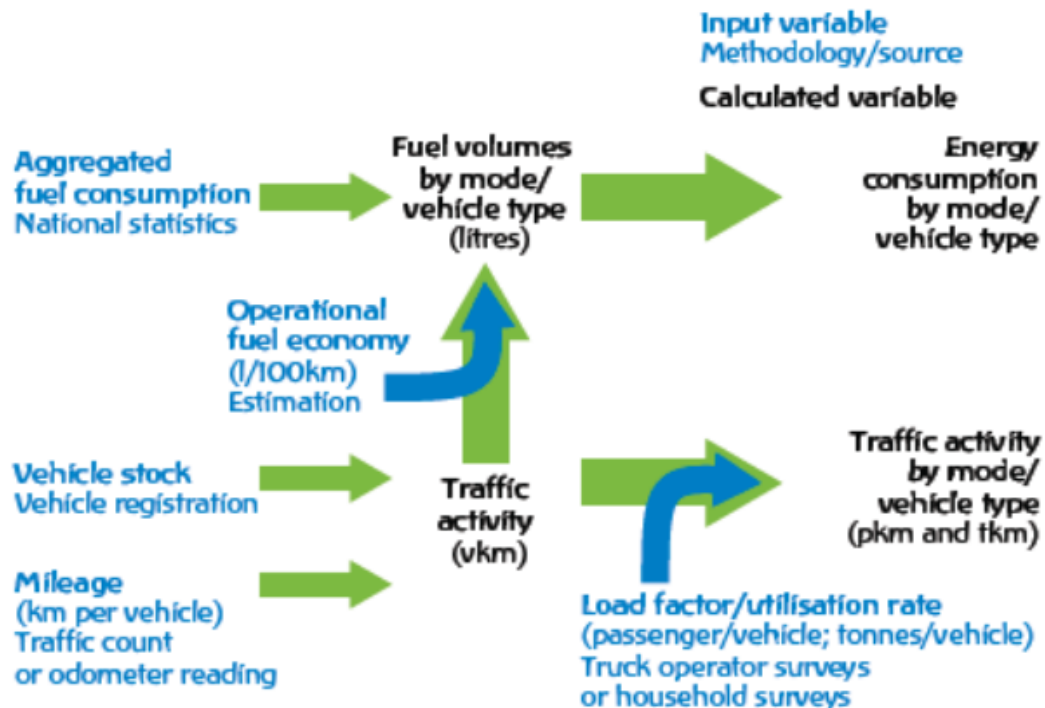 Input variable
Methodology/source
Calculated variable
Aggregated
fuel consumption
National statistics
Fuel volumes
by mode/
vehicle type
(litres)
Energy
consumption
by mode/
vehicle type
Operational
fuel economy
(l/100km)
Estimation
Vehicle stock
Vehicle registration
Traffic
activity
(vkm)
Traffic activity
by mode/
vehicle type
(pkm and tkm)
Mileage
(km per vehicle)
Traffic count
or odometer reading
Load factor/utilisation rate
(passenger/vehicle; tonnes/vehicle)
Truck operator surveys
or household surveys